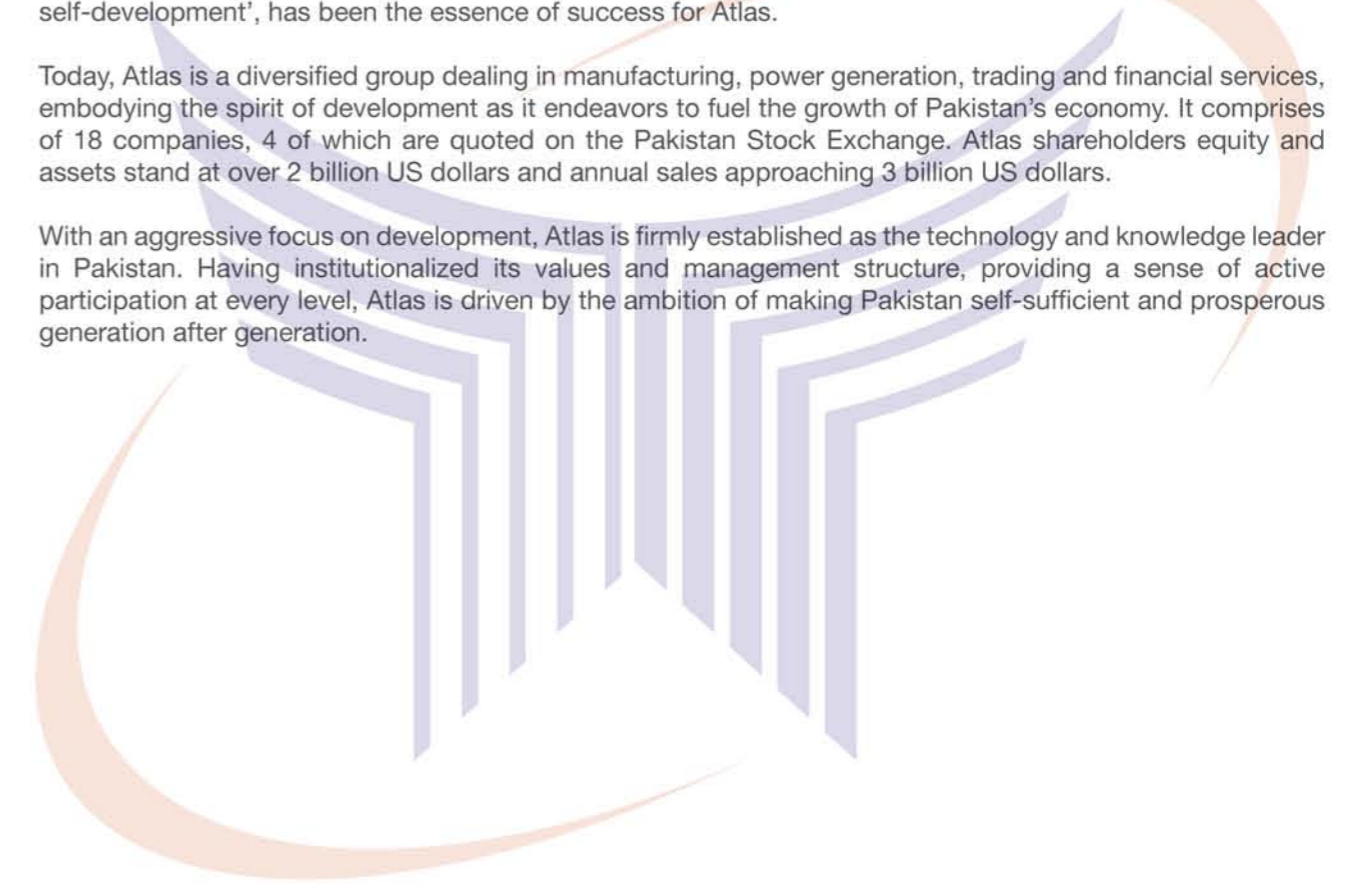 self-development’, has been the essence of success for Atlas.
Today, Atlas is a diversified group dealing in manufacturing, power generation, trading and financial services,
embodying the spirit of development as it endeavors to fuel the growth of Pakistan’s economy. It comprises
of 18 companies, 4 of which are quoted on the Pakistan Stock Exchange. Atlas shareholders equity and
assets stand at over 2 billion US dollars and annual sales approaching 3 billion US dollars.
With an aggressive focus on development, Atlas is firmly established as the technology and knowledge leader
in Pakistan. Having institutionalized its values and management structure, providing a sense of active
participation at every level, Atlas is driven by the ambition of making Pakistan self-sufficient and prosperous
generation after generation.